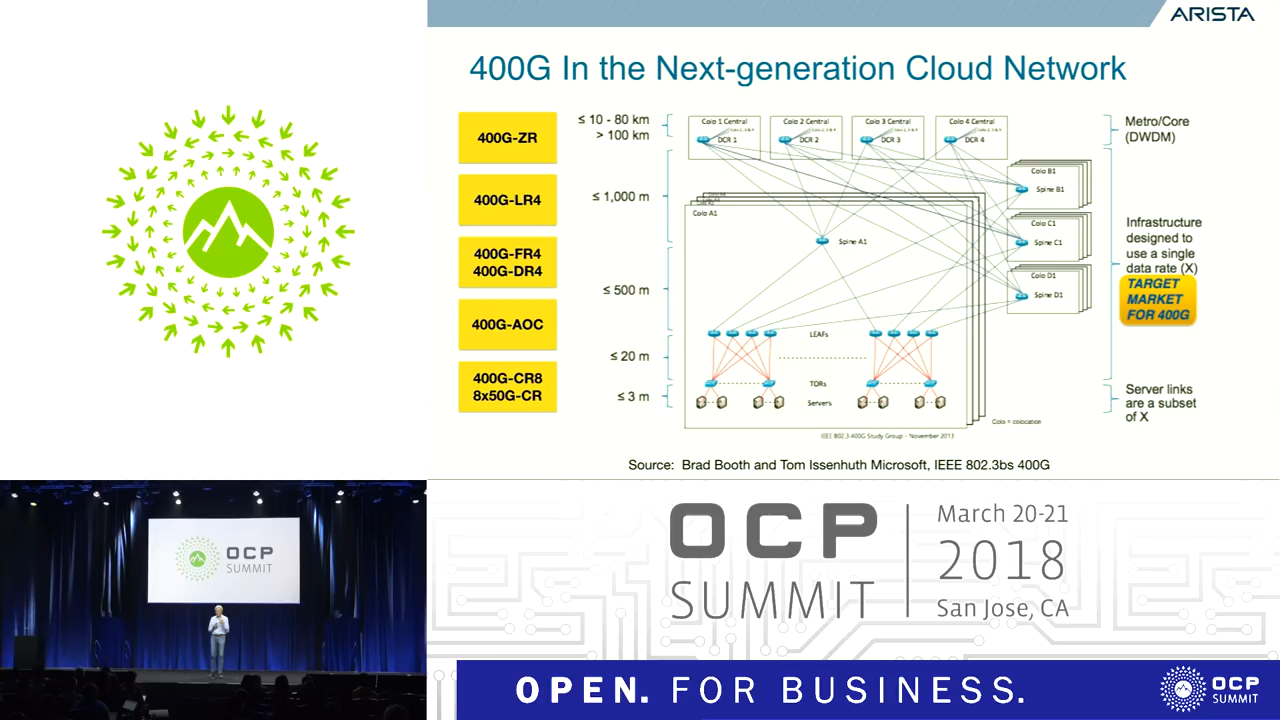 ARISTA
400G In the Next-generation Cloud Network
400G-ZR
400G-LR4
400G-FR4
400G-DR4
400G-AOC
400G-CR8
8x50G-CR
≤ 10 - 80 km
> 100 km
≤ 1,000 m
≤ 500 m
≤ 20 m
≤ 3 m
Colo 1 Central
DCR 1
Colo 2 Central
DCR 2
Colo 3 Central
DCR 3
Colo 4 Central
DCR 4
Colo A1
Spine A1
Colo B1
Spine B1
Colo C1
Spine C1
Colo D1
Spine D1
LEAFs
TORs
Servers
Colo = colocation
IEEE 802.3 400G Study Group - November 2013
Metro/Core
(DWDM)
Infrastructure
designed to
use a single
data rate (X)
TARGET
MARKET
FOR 400G
Server links
are a subset
of X
Source: Brad Booth and Tom Issenhuth Microsoft, IEEE 802.3bs 400G
OCP
SUMMIT
OCP
SUMMIT
March 20-21
2018
San Jose, CA
OPEN. FOR BUSINESS.
OCP
SUMMIT